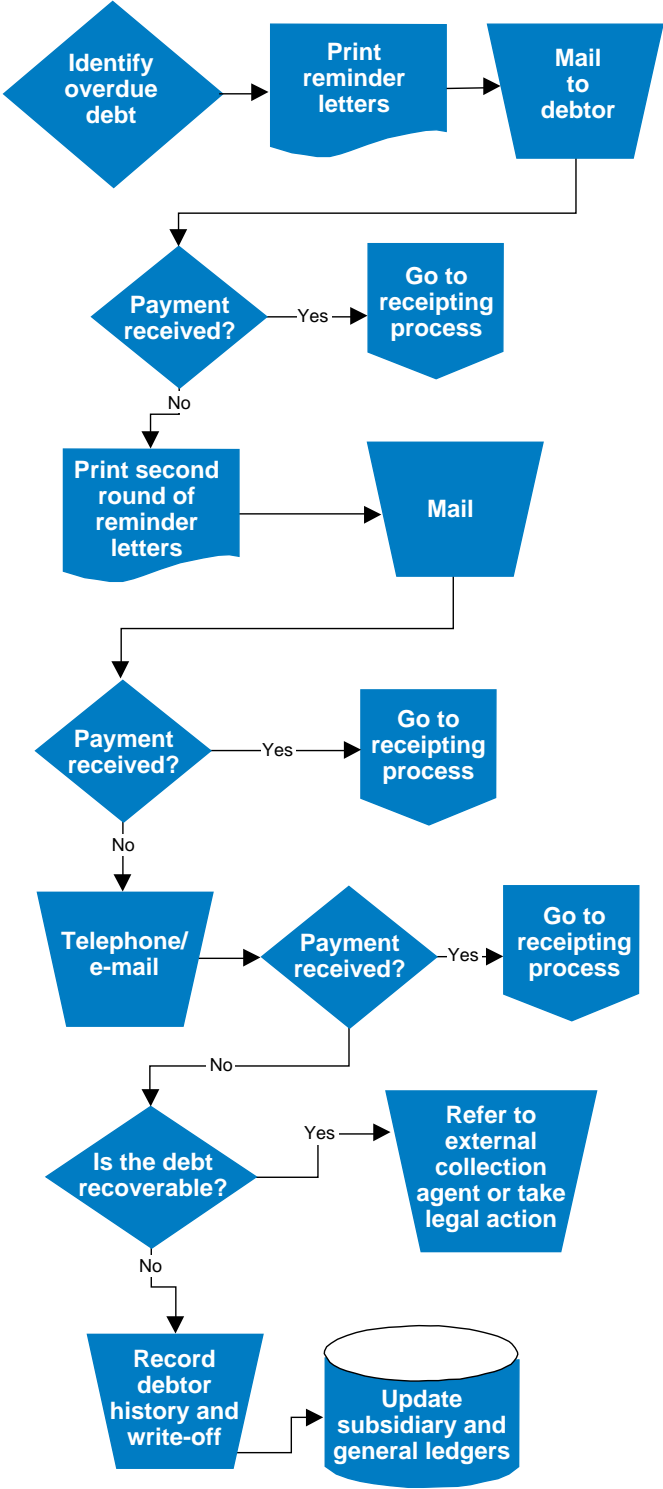 Identify
overdue
debt
Print
reminder
letters
Mail
to
debtor
Payment
received?
Yes
Go to
receipting
process
No
Print second
round of
reminder
letters
Mail
Payment
received?
Yes
Go to
receipting
process
No
Telephone/
e-mail
Payment
received?
Yes
Go to
receipting
process
No
Is the debt
recoverable?
Yes
Refer to
external
collection
agent or take
legal action
No
Record
debtor
history and
write-off
Update
subsidiary and
general ledgers